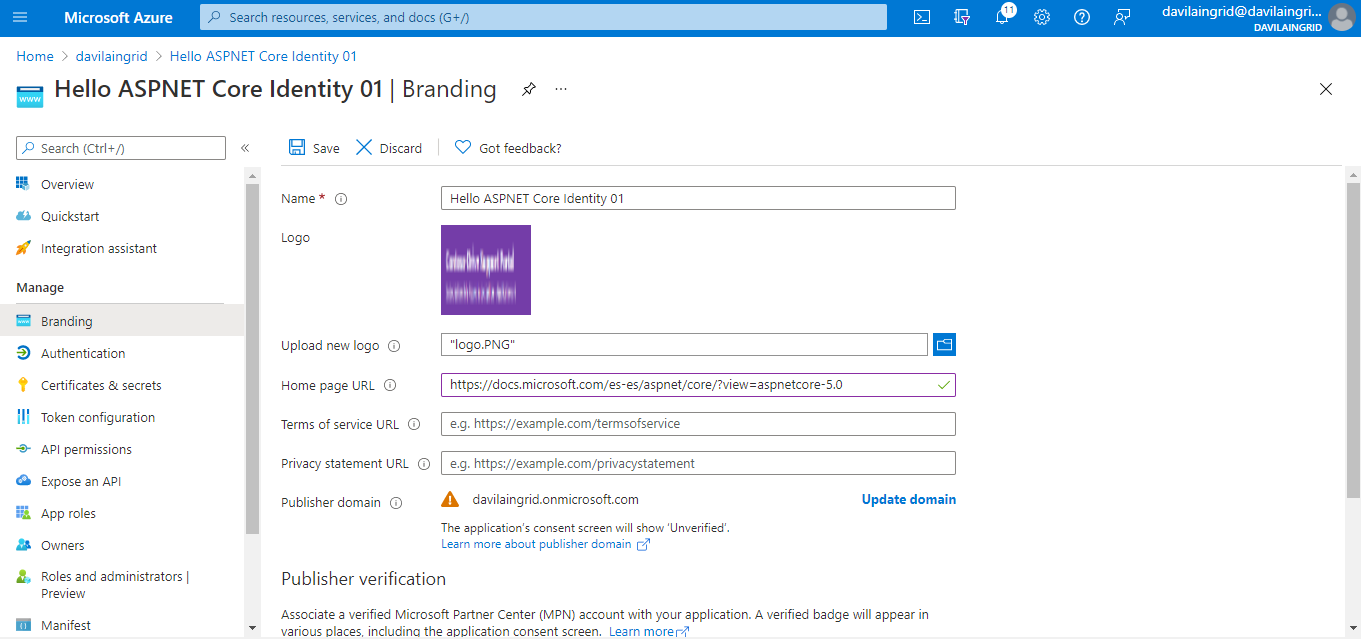 Microsoft Azure
Search resources, services, and docs (G+/)
11
davilaingrid@davilaingri...
DAVILAINGRID
Home > davilaingrid > Hello ASPNET Core Identity 01
www
Hello ASPNET Core Identity 01 | Branding
...
Search (Ctrl+/)
«
Overview
Quickstart
Integration assistant
Manage
Branding
Authentication
Certificates & secrets
Token configuration
API permissions
Expose an API
App roles
Owners
Roles and administrators |
Preview
Manifest
Save
Discard
Got feedback?
Name *
Hello ASPNET Core Identity 01
Logo
Contoso Drive Support Portal
Upload new logo
"logo.PNG"
Home page URL
https://docs.microsoft.com/es-es/aspnet/core/?view=aspnetcore-5.0
Terms of service URL
e.g. https://example.com/termsofservice
Privacy statement URL
e.g. https://example.com/privacystatement
Publisher domain
davilaingrid.onmicrosoft.com
Update domain
The application's consent screen will show 'Unverified'.
Learn more about publisher domain
Publisher verification
Associate a verified Microsoft Partner Center (MPN) account with your application. A verified badge will appear in
various places, including the application consent screen. Learn more